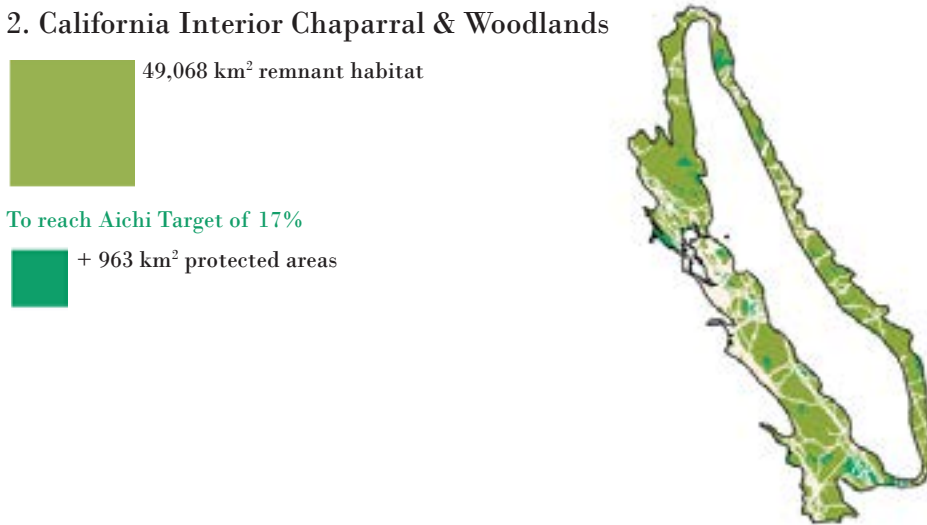 2. California Interior Chaparral & Woodlands
49,068 km² remnant habitat
To reach Aichi Target of 17%
+ 963 km² protected areas